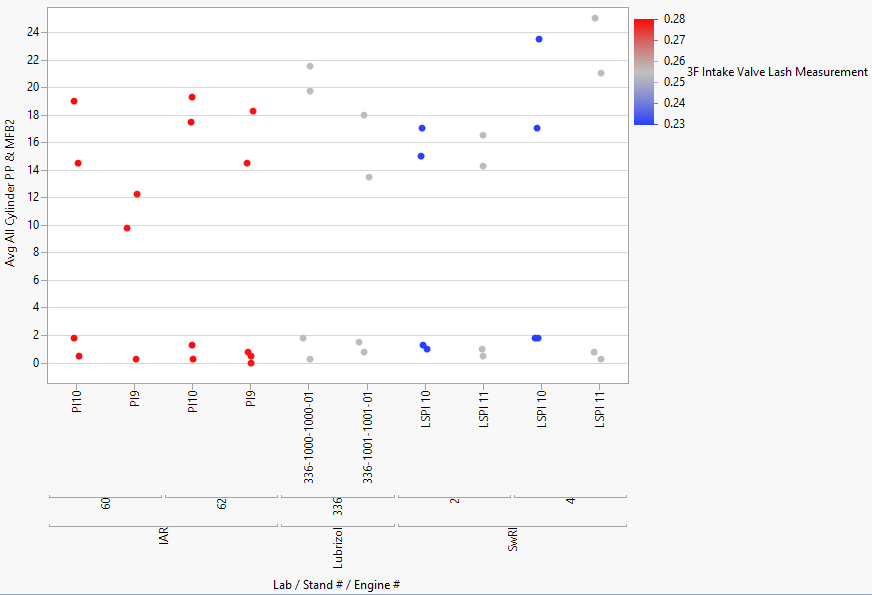 24
22
20
18
16
14
12
10
8
6
4
2
0
Avg All Cylinder PP & MFB2
0.28
0.27
0.26
0.25
0.24
0.23
3F Intake Valve Lash Measurement
PI10
PI9
PI10
PI9
336-1000-1000-01
336-1001-1001-01
LSPI 10
LSPI 11
LSPI 10
LSPI 11
60
62
336
2
4
IAR
Lubrizol
SwRI
Lab / Stand # / Engine #